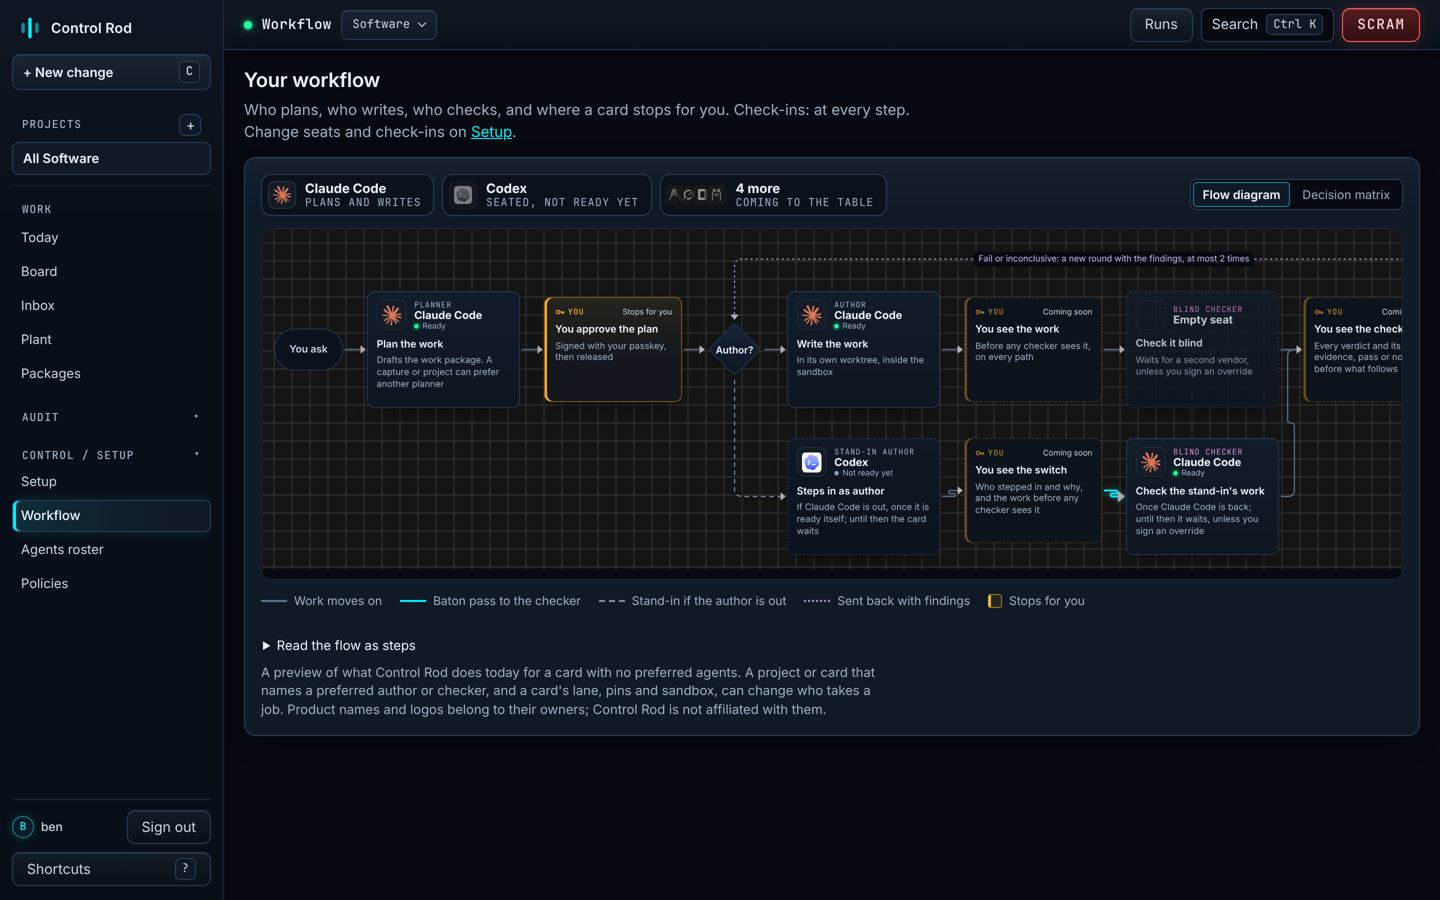 Control Rod
+ New change
C
PROJECTS
+
All Software
WORK
Today
Board
Inbox
Plant
Packages
AUDIT
CONTROL / SETUP
Setup
Workflow
Agents roster
Policies
B
ben
Sign out
Shortcuts
?
Workflow
Software
Runs
Search
Ctrl K
SCRAM
Your workflow
Who plans, who writes, who checks, and where a card stops for you. Check-ins: at every step.
Change seats and check-ins on Setup.
Claude Code
PLANS AND WRITES
Codex
SEATED, NOT READY YET
4 more
COMING TO THE TABLE
Flow diagram
Decision matrix
Fail or inconclusive: a new round with the findings, at most 2 times
You ask
PLANNER
Claude Code
Ready
Plan the work
Drafts the work package. A
capture or project can prefer
another planner
YOU
Stops for you
You approve the plan
Signed with your passkey,
then released
Author?
AUTHOR
Claude Code
Ready
Write the work
In its own worktree, inside the
sandbox
YOU
Coming soon
You see the work
Before any checker sees it,
on every path
BLIND CHECKER
Empty seat
Check it blind
Waits for a second vendor,
unless you sign an override
YOU
Comi
You see the check
Every verdict and its
evidence, pass or no
before what follows
STAND-IN AUTHOR
Codex
Not ready yet
Steps in as author
If Claude Code is out, once it is
ready itself; until then the card
waits
YOU
Coming soon
You see the switch
Who stepped in and why,
and the work before any
checker sees it
BLIND CHECKER
Claude Code
Ready
Check the stand-in's work
Once Claude Code is back;
until then it waits, unless you
sign an override
Work moves on
Baton pass to the checker
Stand-in if the author is out
Sent back with findings
Stops for you
Read the flow as steps
A preview of what Control Rod does today for a card with no preferred agents. A project or card that
names a preferred author or checker, and a card's lane, pins and sandbox, can change who takes a
job. Product names and logos belong to their owners; Control Rod is not affiliated with them.